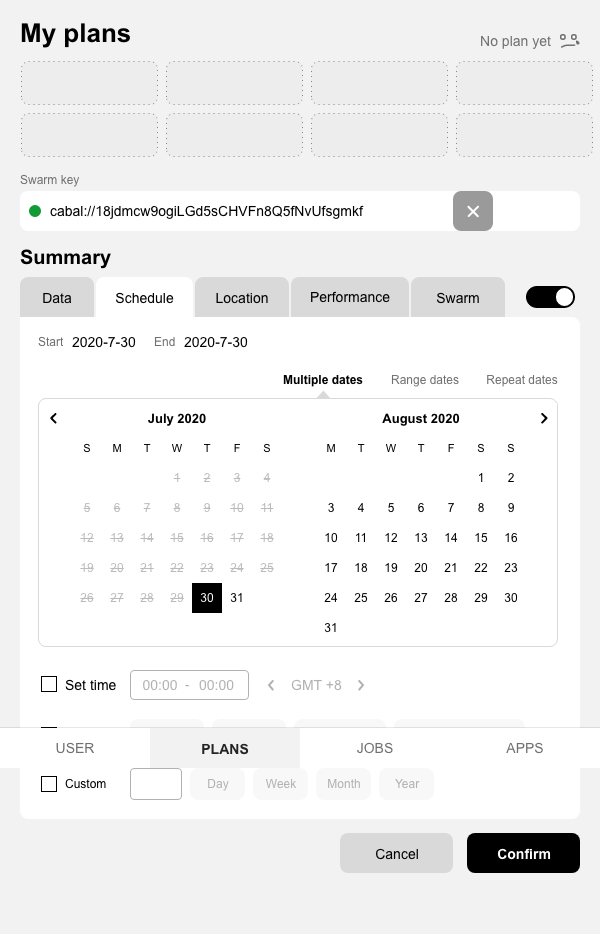 My plans
No plan yet
Swarm key
cabal://18jdmcw9ogiLGd5sCHVFn8Q5fNvUfsgmkf
Summary
Data Schedule Location Performance Swarm
Start 2020-7-30 End 2020-7-30
Multiple dates Range dates Repeat dates
July 2020
S M T W T F S
1 2 3 4
5 6 7 8 9 10 11
12 13 14 15 16 17 18
19 20 21 22 23 24 25
26 27 28 29 30 31
August 2020
M T W T F S S
1 2
3 4 5 6 7 8 9
10 11 12 13 14 15 16
17 18 19 20 21 22 23
24 25 26 27 28 29 30
31
Set time 00:00 - 00:00 GMT +8
USER PLANS JOBS APPS
Custom Day Week Month Year
Cancel Confirm